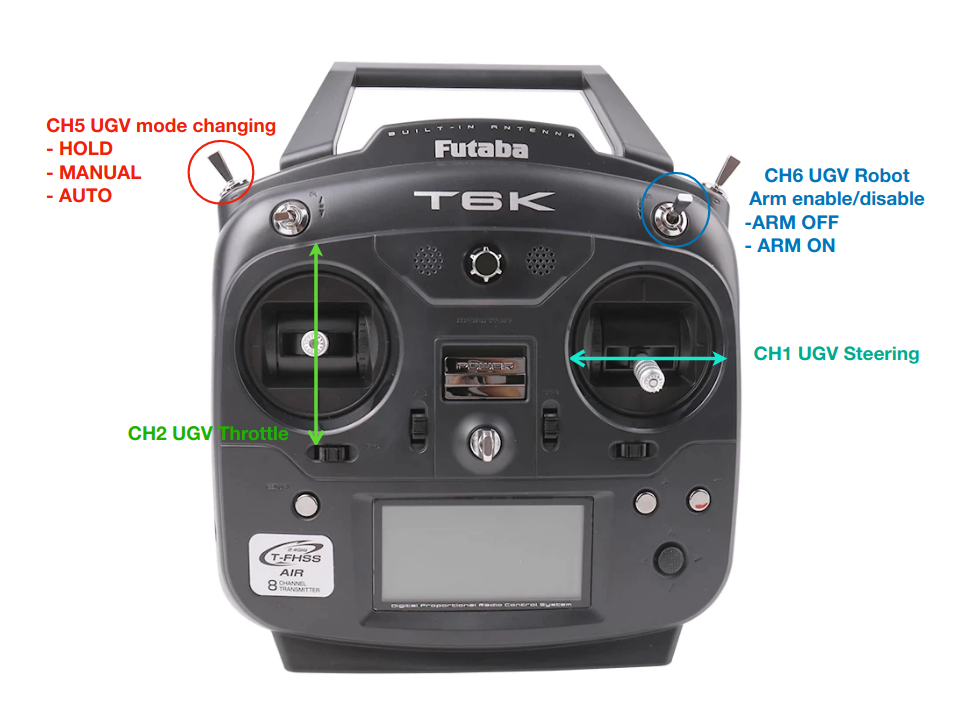 CH5 UGV mode changing
- HOLD
- MANUAL
- AUTO
BUILT-IN ANTENNA
Futaba
T6K
CH6 UGV Robot
Arm enable/disable
-ARM OFF
- ARM ON
POWER
CH1 UGV Steering
CH2 UGV Throttle
2.4GHz
T-FHSS
AIR
8 CHANNEL
TRANSMITTER
Digital Proportional Radio Control System